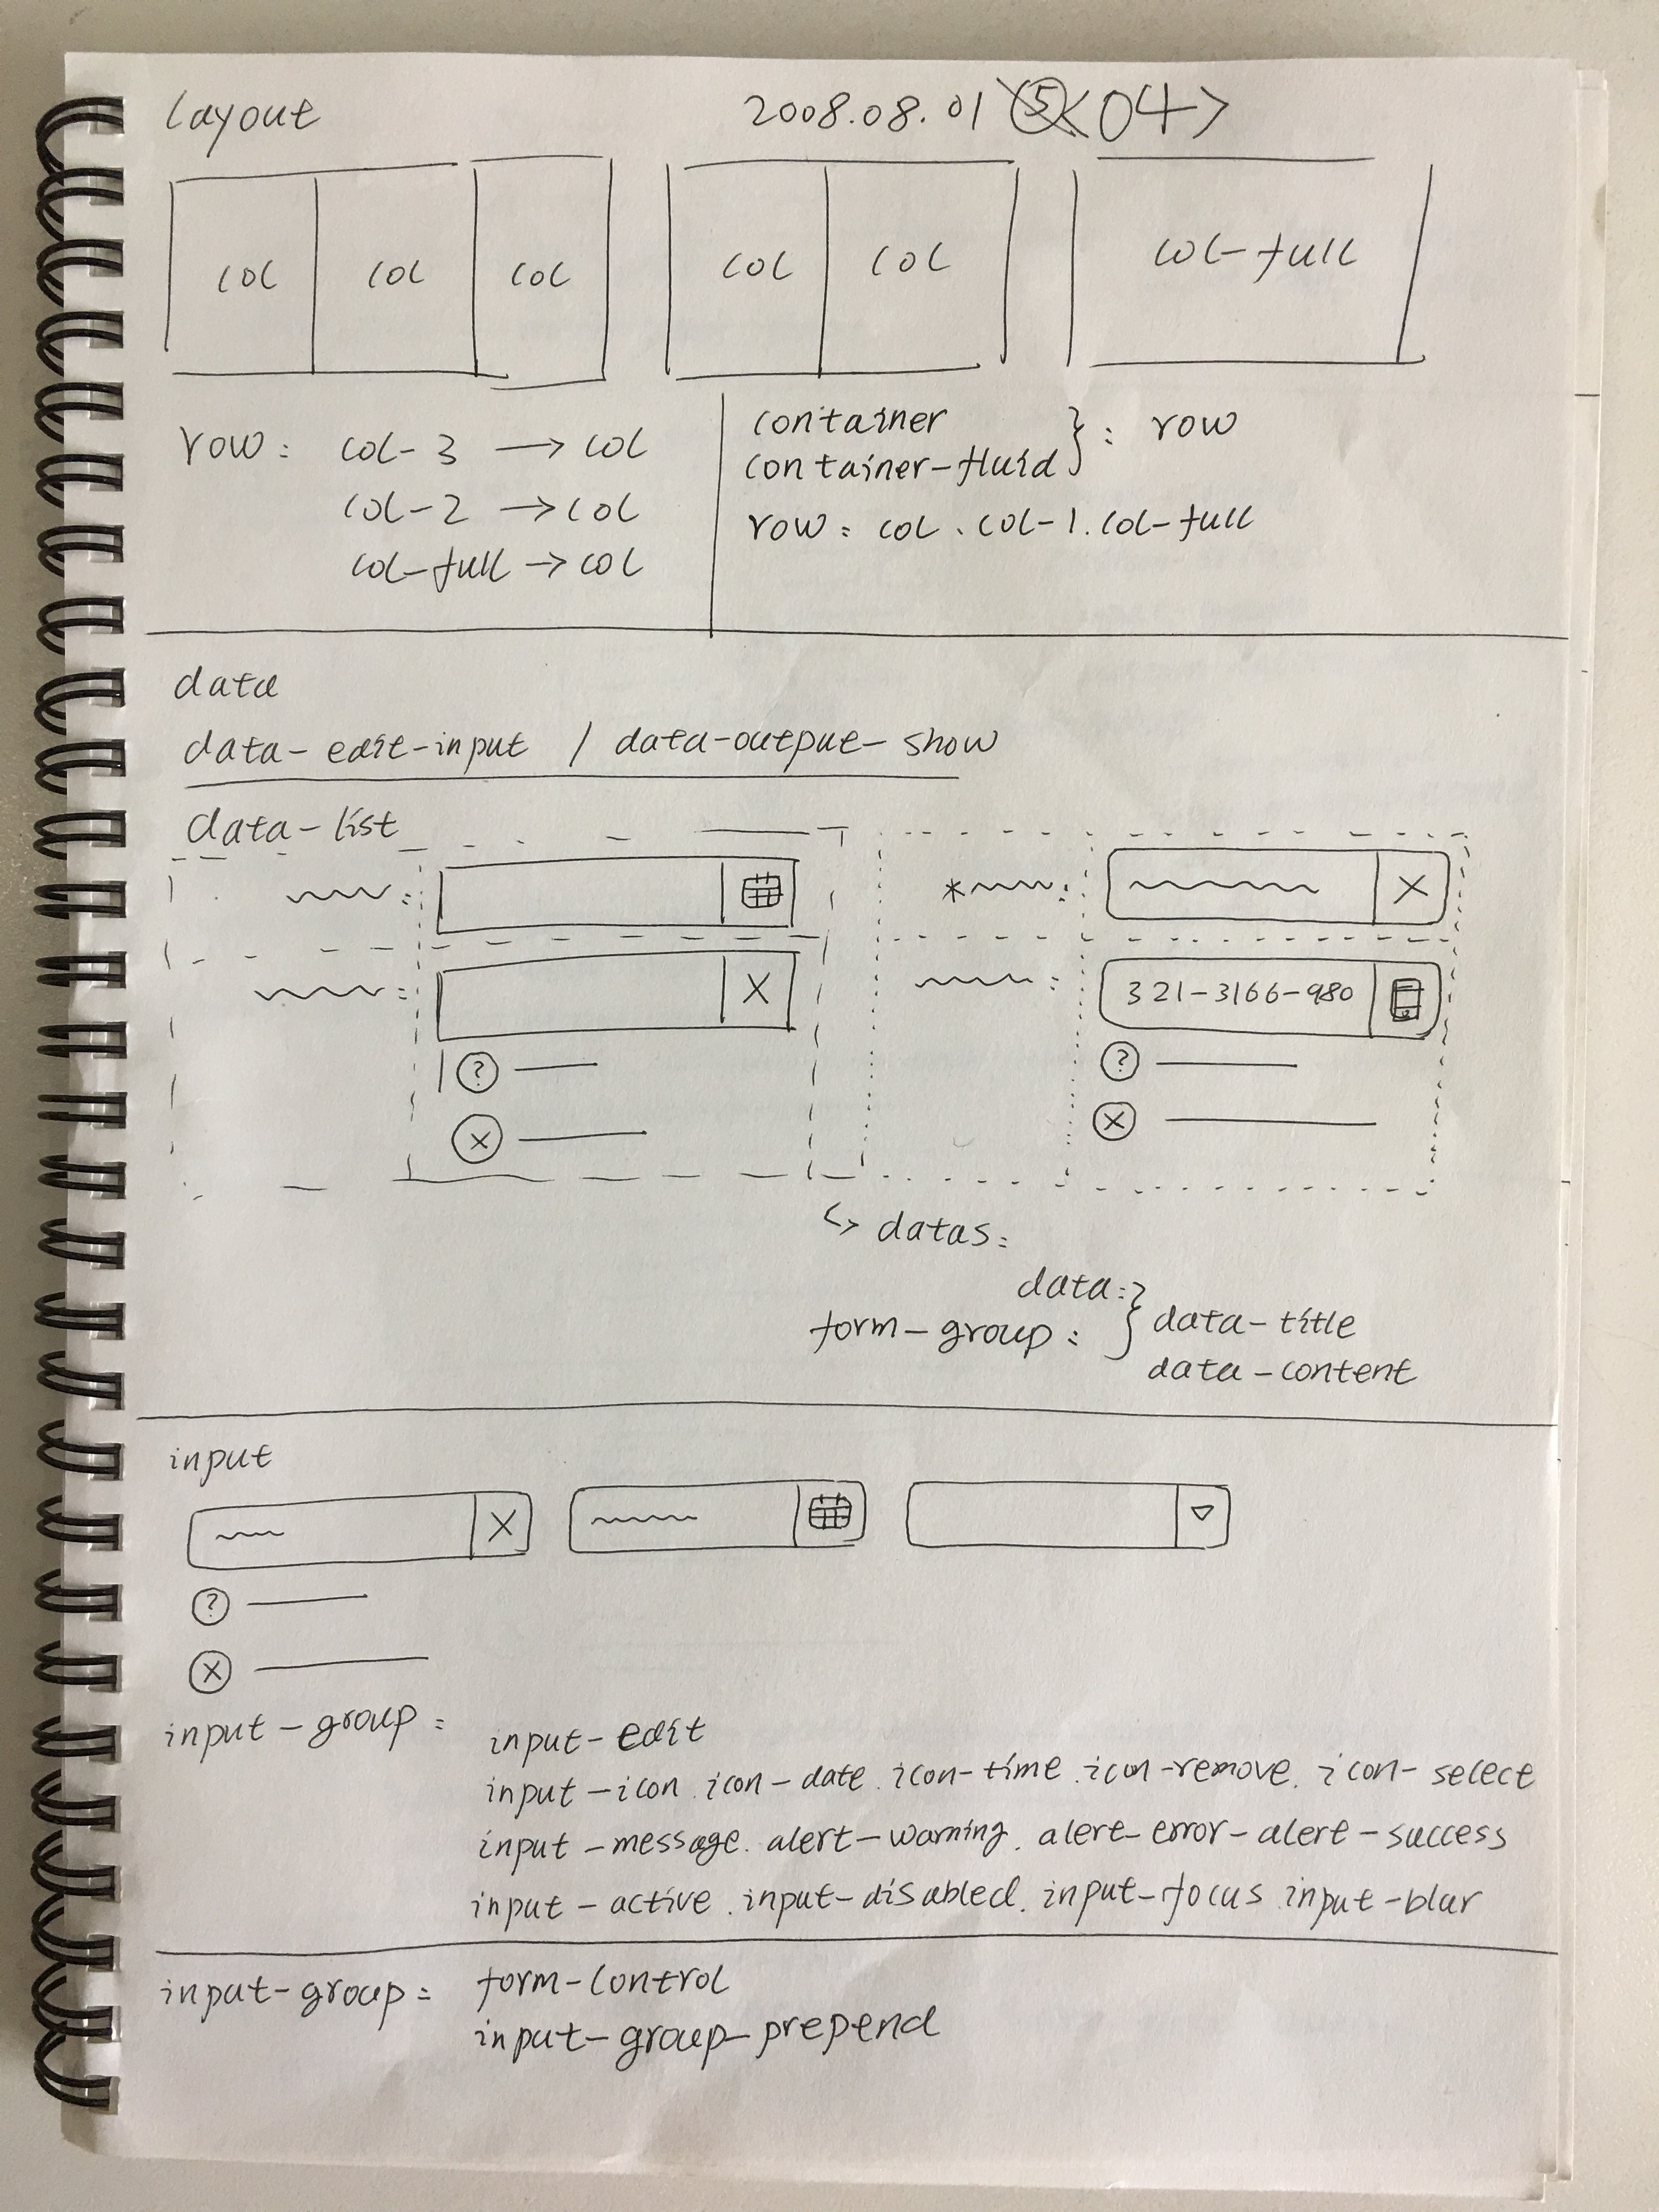 layout 2008.08.01 <04>
col col col col col col-full
row: col-3 → col
col-2 → col
col-full → col
container
container-fluid } : row
row: col . col-1 . col-full
data
data-edit-input / data-output-show
data-list
: *:
X
: :
X 321-3166-980
? ?
X X
↳ datas:
data:
form-group: } data-title
data-content
input
X
?
X
input-group: input-edit
input-icon . icon-date . icon-time . icon-remove . icon-select
input-message . alert-warning . alert-error-alert-success
input-active . input-disabled . input-focus input-blur
input-group: form-control
input-group-prepend